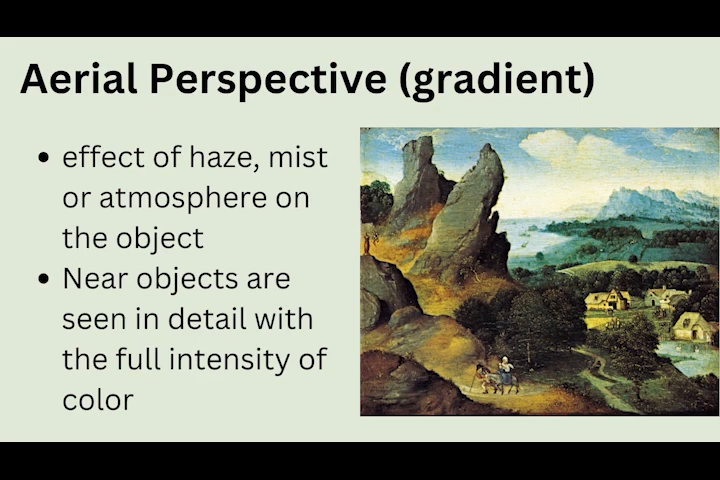 Aerial Perspective (gradient)
• effect of haze, mist
or atmosphere on
the object
• Near objects are
seen in detail with
the full intensity of
color